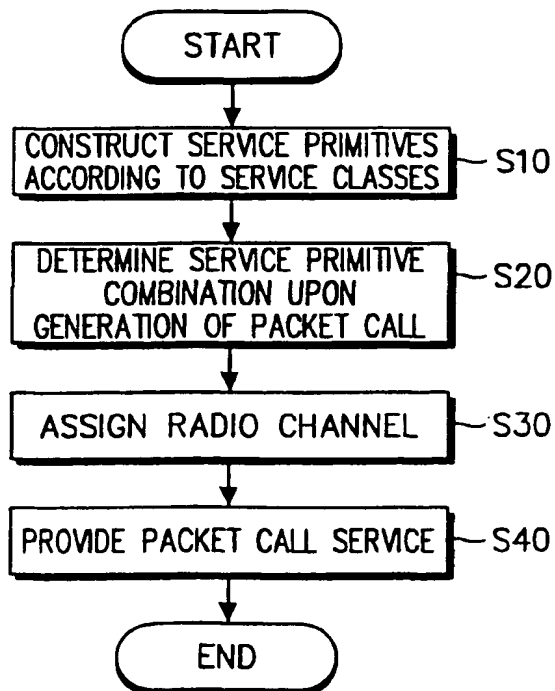 START
CONSTRUCT SERVICE PRIMITIVES
ACCORDING TO SERVICE CLASSES
S10
DETERMINE SERVICE PRIMITIVE
COMBINATION UPON
GENERATION OF PACKET CALL
S20
ASSIGN RADIO CHANNEL
S30
PROVIDE PACKET CALL SERVICE
S40
END